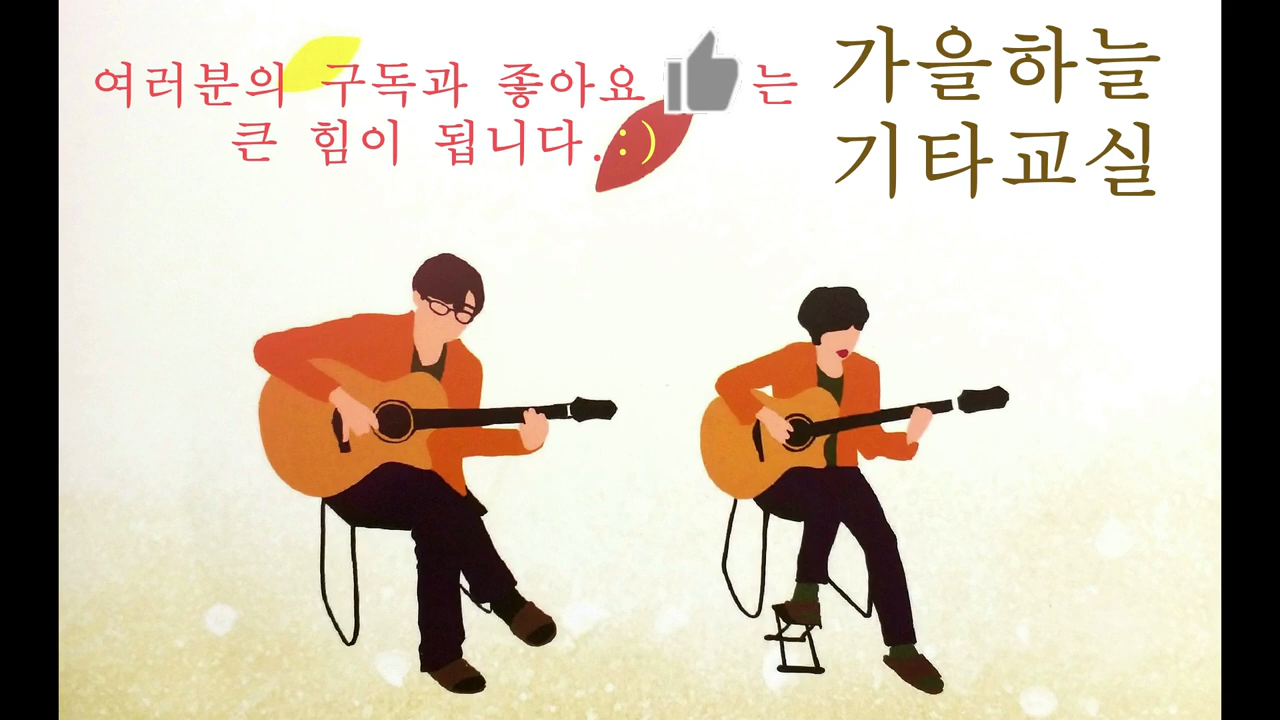 여러분의 구독과 좋아요 는
큰 힘이 됩니다. :)
가을하늘
기타교실